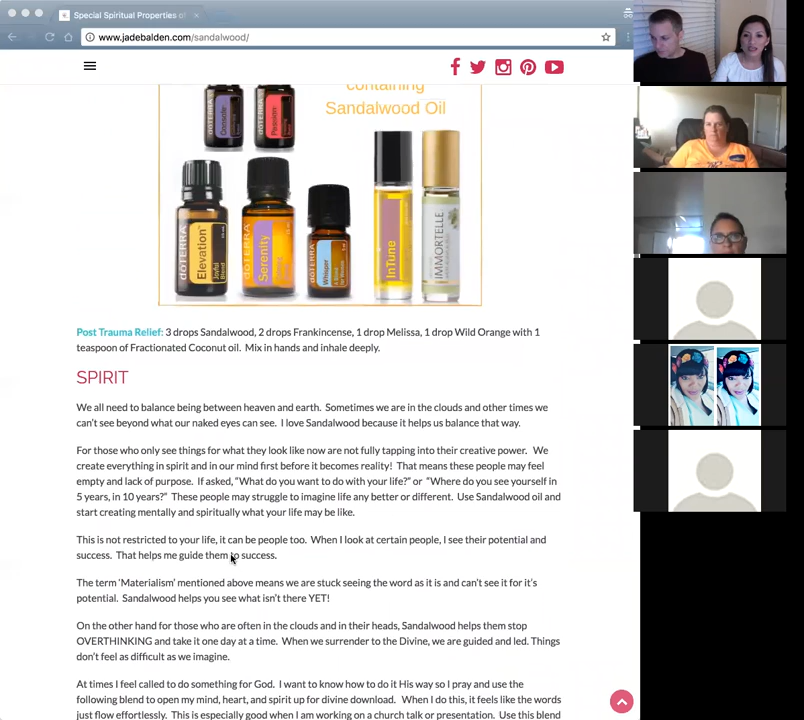 Special Spiritual Properties of
www.jadebalden.com/sandalwood/
containing
Sandalwood Oil
dōTERRA Console
dōTERRA Passion
dōTERRA Elevation™ Joyful Blend
dōTERRA Serenity
dōTERRA Whisper
InTune
IMMORTELLE
Post Trauma Relief: 3 drops Sandalwood, 2 drops Frankincense, 1 drop Melissa, 1 drop Wild Orange with 1
teaspoon of Fractionated Coconut oil. Mix in hands and inhale deeply.
SPIRIT
We all need to balance being between heaven and earth. Sometimes we are in the clouds and other times we
can't see beyond what our naked eyes can see. I love Sandalwood because it helps us balance that way.
For those who only see things for what they look like now are not fully tapping into their creative power. We
create everything in spirit and in our mind first before it becomes reality! That means these people may feel
empty and lack of purpose. If asked, "What do you want to do with your life?" or "Where do you see yourself in
5 years, in 10 years?" These people may struggle to imagine life any better or different. Use Sandalwood oil and
start creating mentally and spiritually what your life may be like.
This is not restricted to your life, it can be people too. When I look at certain people, I see their potential and
success. That helps me guide them to success.
The term 'Materialism' mentioned above means we are stuck seeing the word as it is and can't see it for it's
potential. Sandalwood helps you see what isn't there YET!
On the other hand for those who are often in the clouds and in their heads, Sandalwood helps them stop
OVERTHINKING and take it one day at a time. When we surrender to the Divine, we are guided and led. Things
don't feel as difficult as we imagine.
At times I feel called to do something for God. I want to know how to do it His way so I pray and use the
following blend to open my mind, heart, and spirit up for divine download. When I do this, it feels like the words
just flow effortlessly. This is especially good when I am working on a church talk or presentation. Use this blend